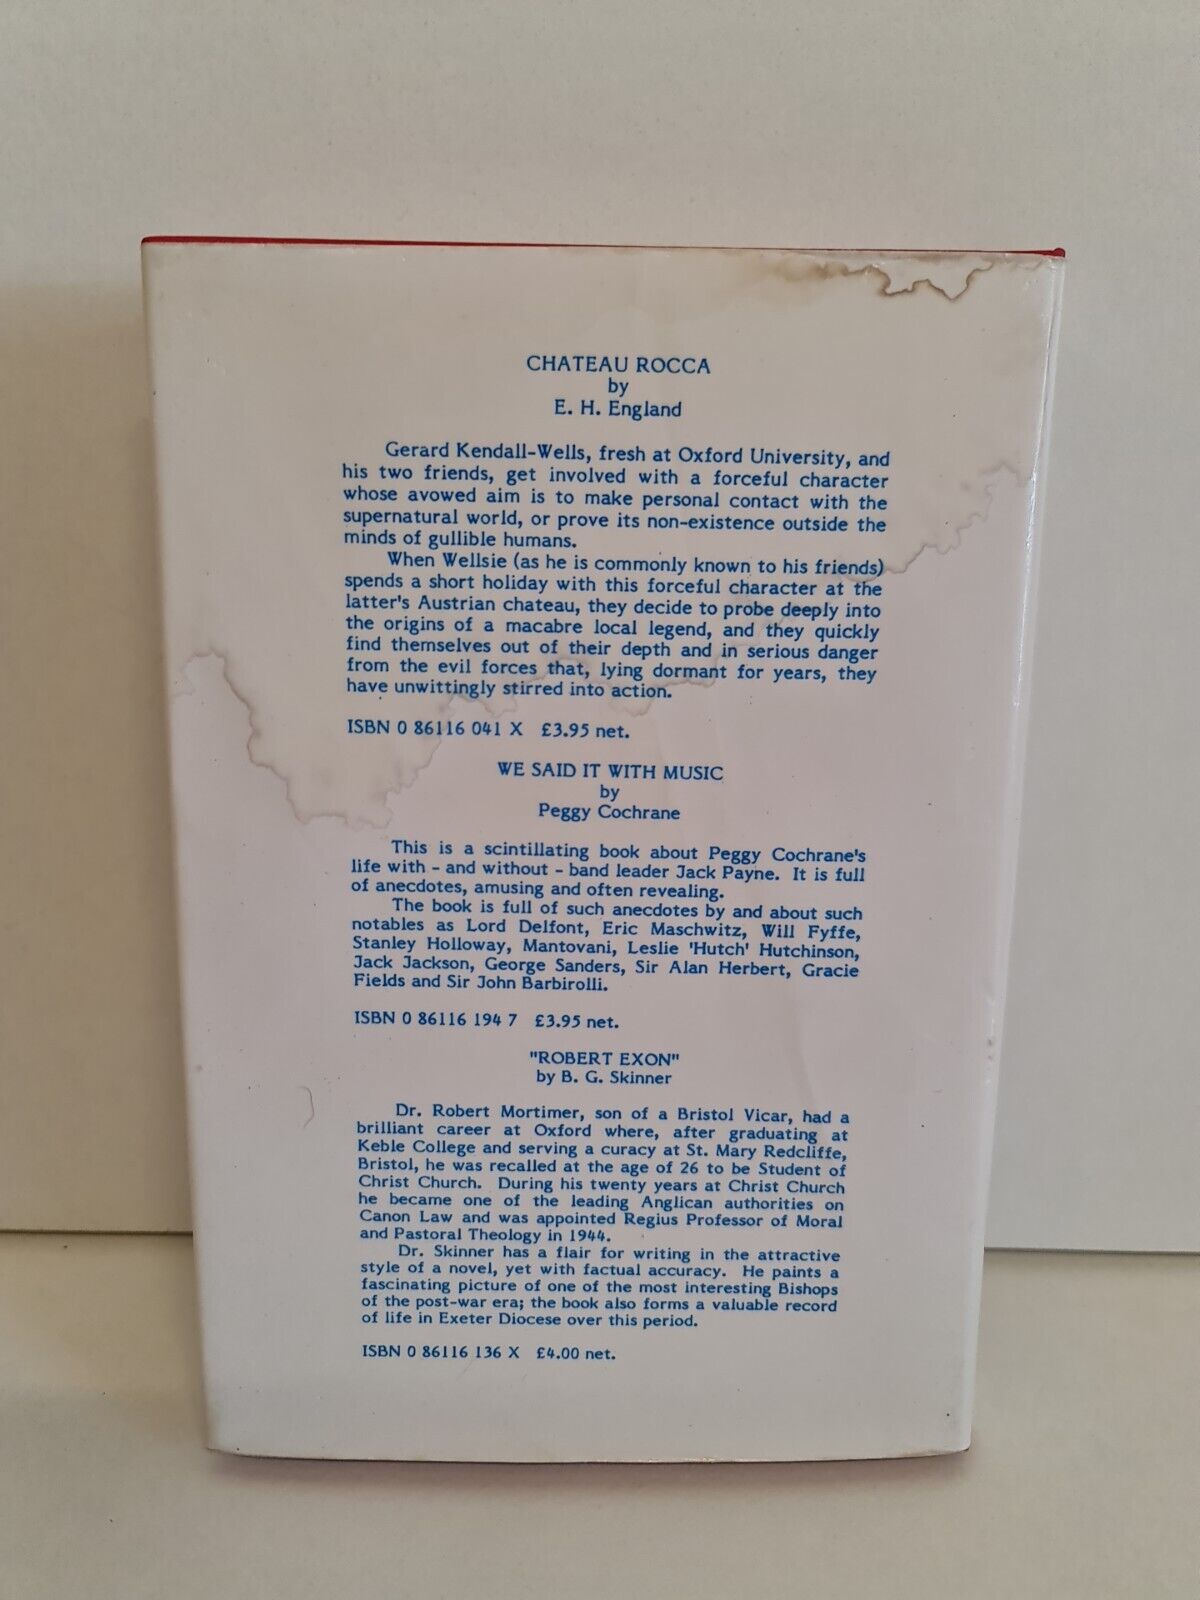 CHATEAU ROCCA
by
E. H. England
Gerard Kendall-Wells, fresh at Oxford University, and
his two friends, get involved with a forceful character
whose avowed aim is to make personal contact with the
supernatural world, or prove its non-existence outside the
minds of gullible humans.
When Wellsie (as he is commonly known to his friends)
spends a short holiday with this forceful character at the
latter's Austrian chateau, they decide to probe deeply into
the origins of a macabre local legend, and they quickly
find themselves out of their depth and in serious danger
from the evil forces that, lying dormant for years, they
have unwittingly stirred into action.
ISBN 0 86116 041 X £3.95 net.
WE SAID IT WITH MUSIC
by
Peggy Cochrane
This is a scintillating book about Peggy Cochrane's
life with - and without - band leader Jack Payne. It is full
of anecdotes, amusing and often revealing.
The book is full of such anecdotes by and about such
notables as Lord Delfont, Eric Maschwitz, Will Fyffe,
Stanley Holloway, Mantovani, Leslie 'Hutch' Hutchinson,
Jack Jackson, George Sanders, Sir Alan Herbert, Gracie
Fields and Sir John Barbirolli.
ISBN 0 86116 194 7 £3.95 net.
"ROBERT EXON"
by B. G. Skinner
Dr. Robert Mortimer, son of a Bristol Vicar, had a
brilliant career at Oxford where, after graduating at
Keble College and serving a curacy at St. Mary Redcliffe,
Bristol, he was recalled at the age of 26 to be Student of
Christ Church. During his twenty years at Christ Church
he became one of the leading Anglican authorities on
Canon Law and was appointed Regius Professor of Moral
and Pastoral Theology in 1944.
Dr. Skinner has a flair for writing in the attractive
style of a novel, yet with factual accuracy. He paints a
fascinating picture of one of the most interesting Bishops
of the post-war era; the book also forms a valuable record
of life in Exeter Diocese over this period.
ISBN 0 86116 136 X £4.00 net.